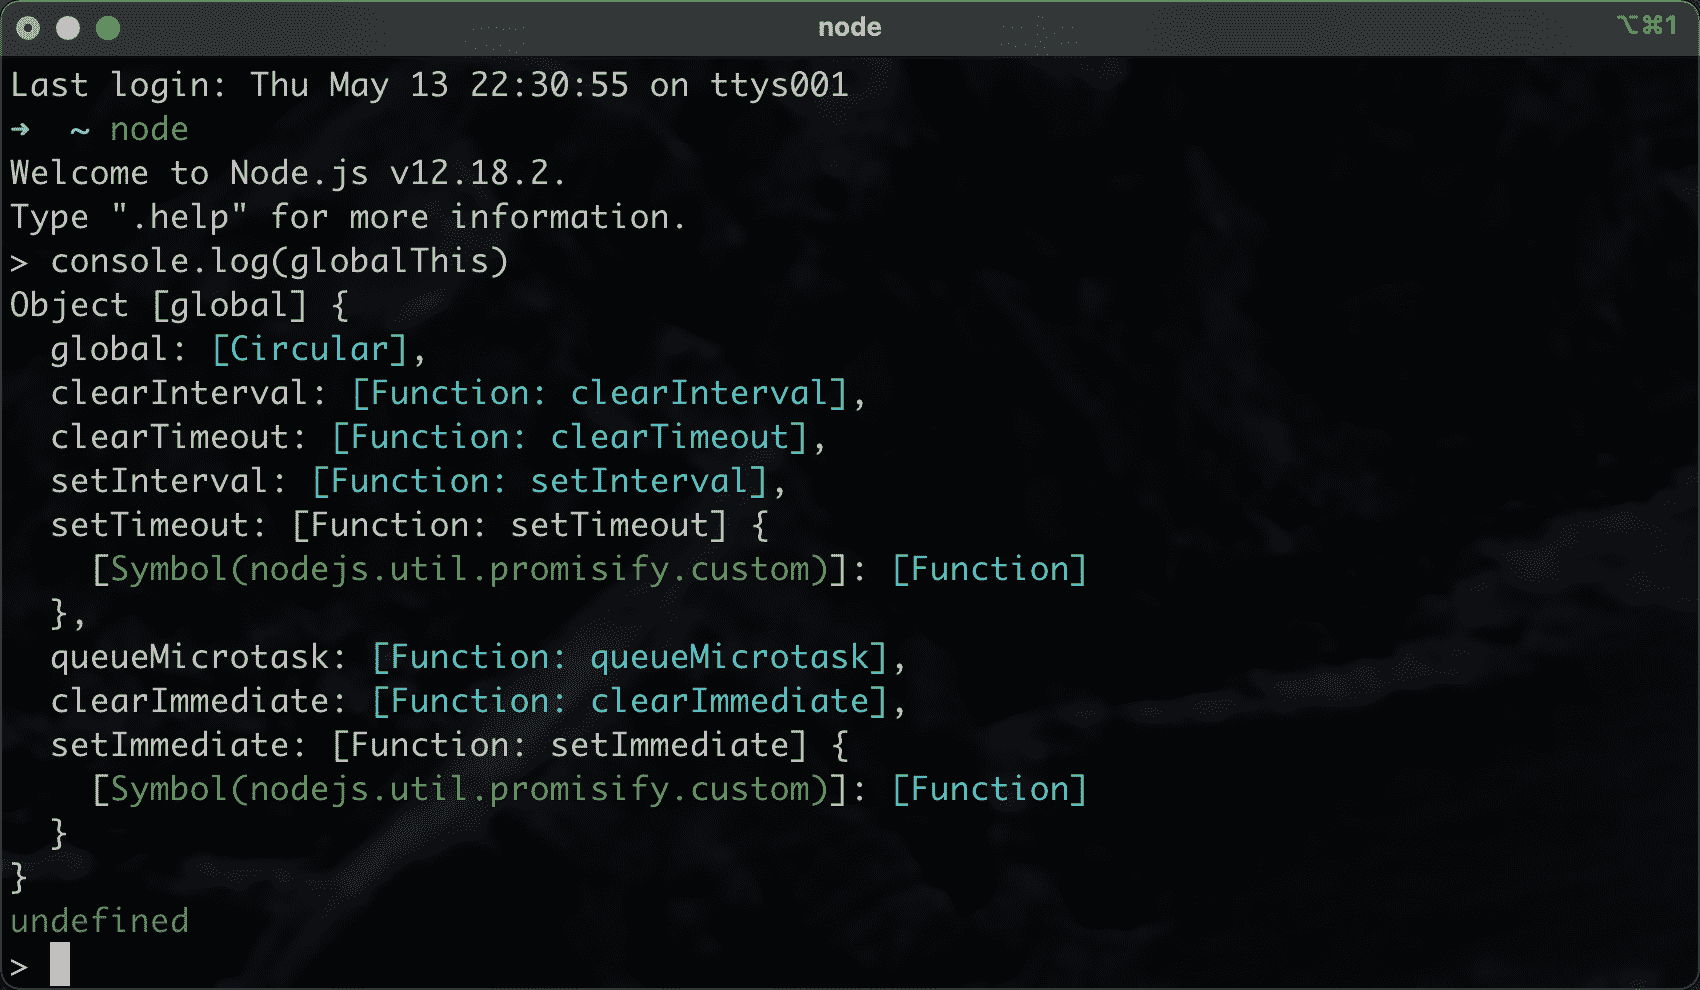 node
⌥⌘1
Last login: Thu May 13 22:30:55 on ttys001
➜  ~ node
Welcome to Node.js v12.18.2.
Type ".help" for more information.
> console.log(globalThis)
Object [global] {
  global: [Circular],
  clearInterval: [Function: clearInterval],
  clearTimeout: [Function: clearTimeout],
  setInterval: [Function: setInterval],
  setTimeout: [Function: setTimeout] {
    [Symbol(nodejs.util.promisify.custom)]: [Function]
  },
  queueMicrotask: [Function: queueMicrotask],
  clearImmediate: [Function: clearImmediate],
  setImmediate: [Function: setImmediate] {
    [Symbol(nodejs.util.promisify.custom)]: [Function]
  }
}
undefined
>